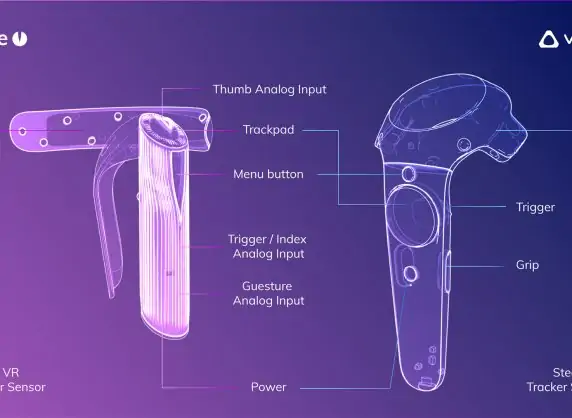 e
V
Thumb Analog Input
Trackpad
Menu button
Trigger
Trigger / Index
Analog Input
Grip
Guesture
Analog Input
VR
r Sensor
Power
Ste
Tracker S